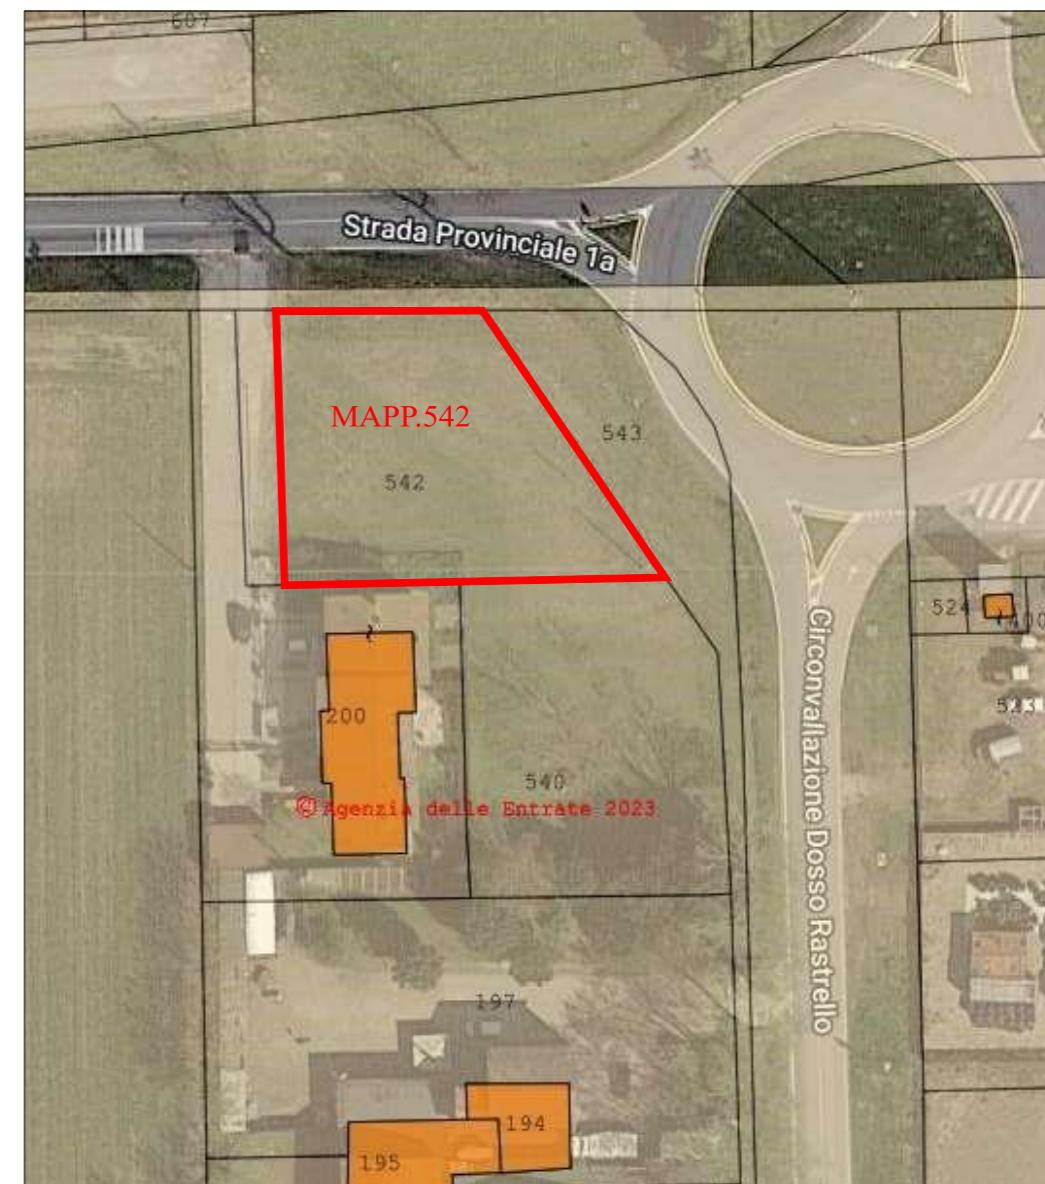 607
Strada Provinciale 1a
MAPP.542
543
542
524
200
523
540
© Agenzia delle Entrate 2023
Circonvallazione Dosso Rastrello
197
194
195